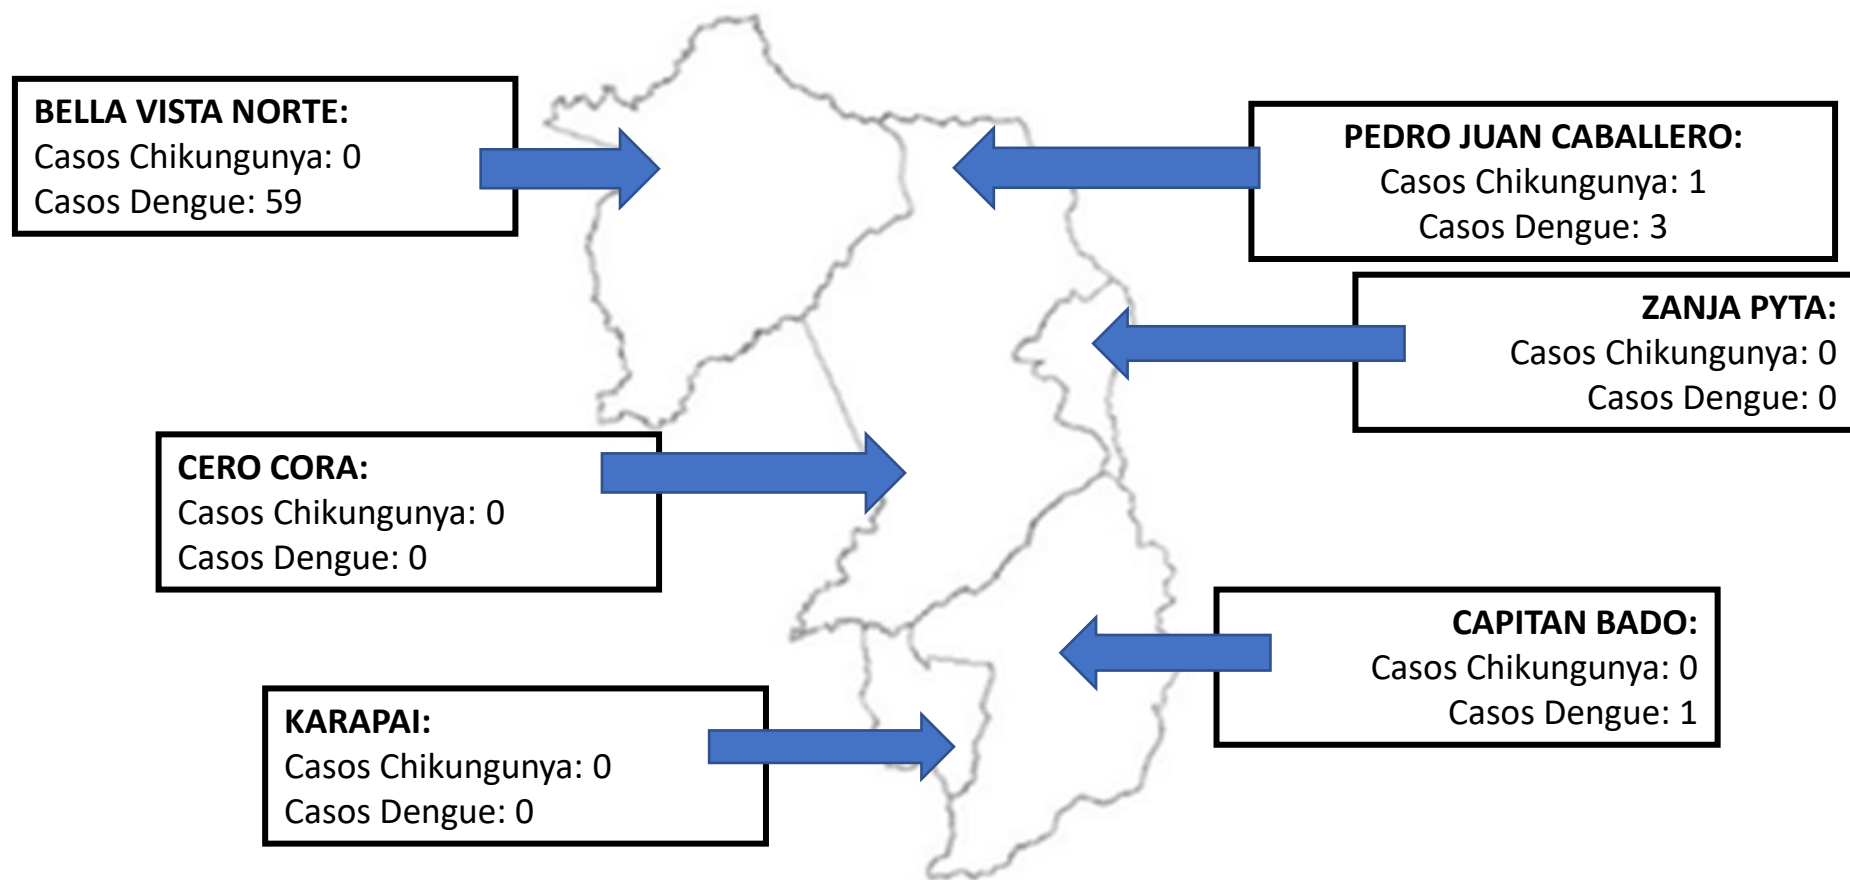 BELLA VISTA NORTE:
Casos Chikungunya: 0
Casos Dengue: 59
PEDRO JUAN CABALLERO:
Casos Chikungunya: 1
Casos Dengue: 3
ZANJA PYTA:
Casos Chikungunya: 0
Casos Dengue: 0
CERO CORA:
Casos Chikungunya: 0
Casos Dengue: 0
CAPITAN BADO:
Casos Chikungunya: 0
Casos Dengue: 1
KARAPAI:
Casos Chikungunya: 0
Casos Dengue: 0